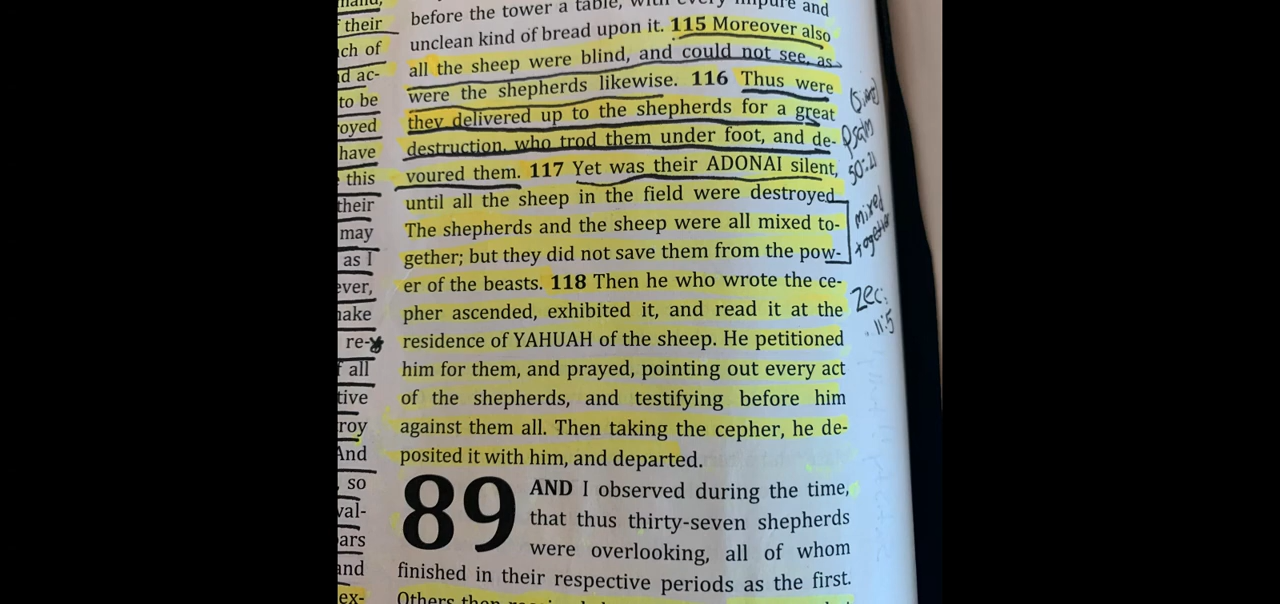 their
ch of
d ac-
to be
oyed
have
this
their
may
as I
ever,
make
re-
all
tive
roy
And
so
val-
ars
and
ex-
before the tower a table, with every impure and
unclean kind of bread upon it. 115 Moreover also
all the sheep were blind, and could not see, as
were the shepherds likewise. 116 Thus were
they delivered up to the shepherds for a great
destruction, who trod them under foot, and de-
voured them. 117 Yet was their ADONAI silent,
until all the sheep in the field were destroyed.
The shepherds and the sheep were all mixed to-
gether; but they did not save them from the pow-
er of the beasts. 118 Then he who wrote the ce-
pher ascended, exhibited it, and read it at the
residence of YAHUAH of the sheep. He petitioned
him for them, and prayed, pointing out every act
of the shepherds, and testifying before him
against them all. Then taking the cepher, he de-
posited it with him, and departed.
89 AND I observed during the time,
that thus thirty-seven shepherds
were overlooking, all of whom
finished in their respective periods as the first.
Others then
Psalm
50:21
mixed
together
Zec:
11:5